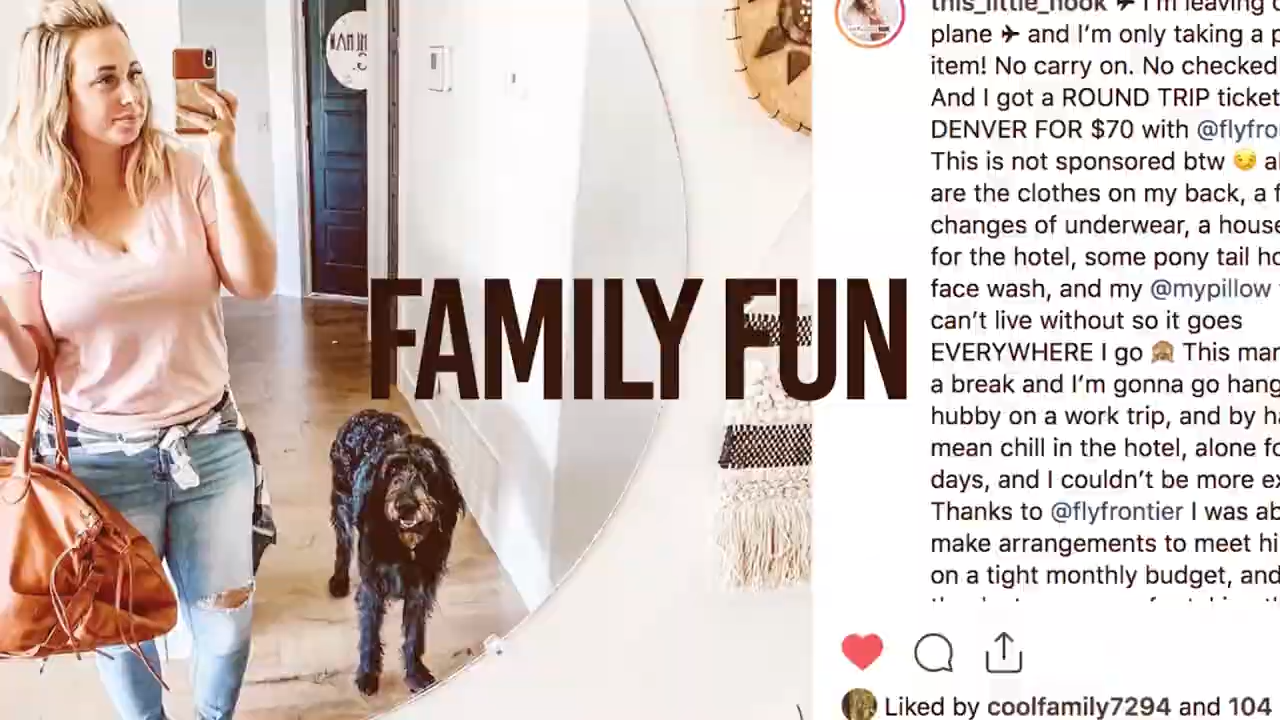 FAMILY FUN
this_little_nook ✈ I'm leaving
plane ✈ and I'm only taking a
item! No carry on. No checked
And I got a ROUND TRIP ticket
DENVER FOR $70 with @flyfro
This is not sponsored btw 😏
are the clothes on my back, a
changes of underwear, a house
for the hotel, some pony tail
face wash, and my @mypillow
can't live without so it goes
EVERYWHERE I go 🙈 This
a break and I'm gonna go hang
hubby on a work trip, and by
mean chill in the hotel, alone
days, and I couldn't be more
Thanks to @flyfrontier I was
make arrangements to meet
on a tight monthly budget, and
Liked by coolfamily7294 and 104